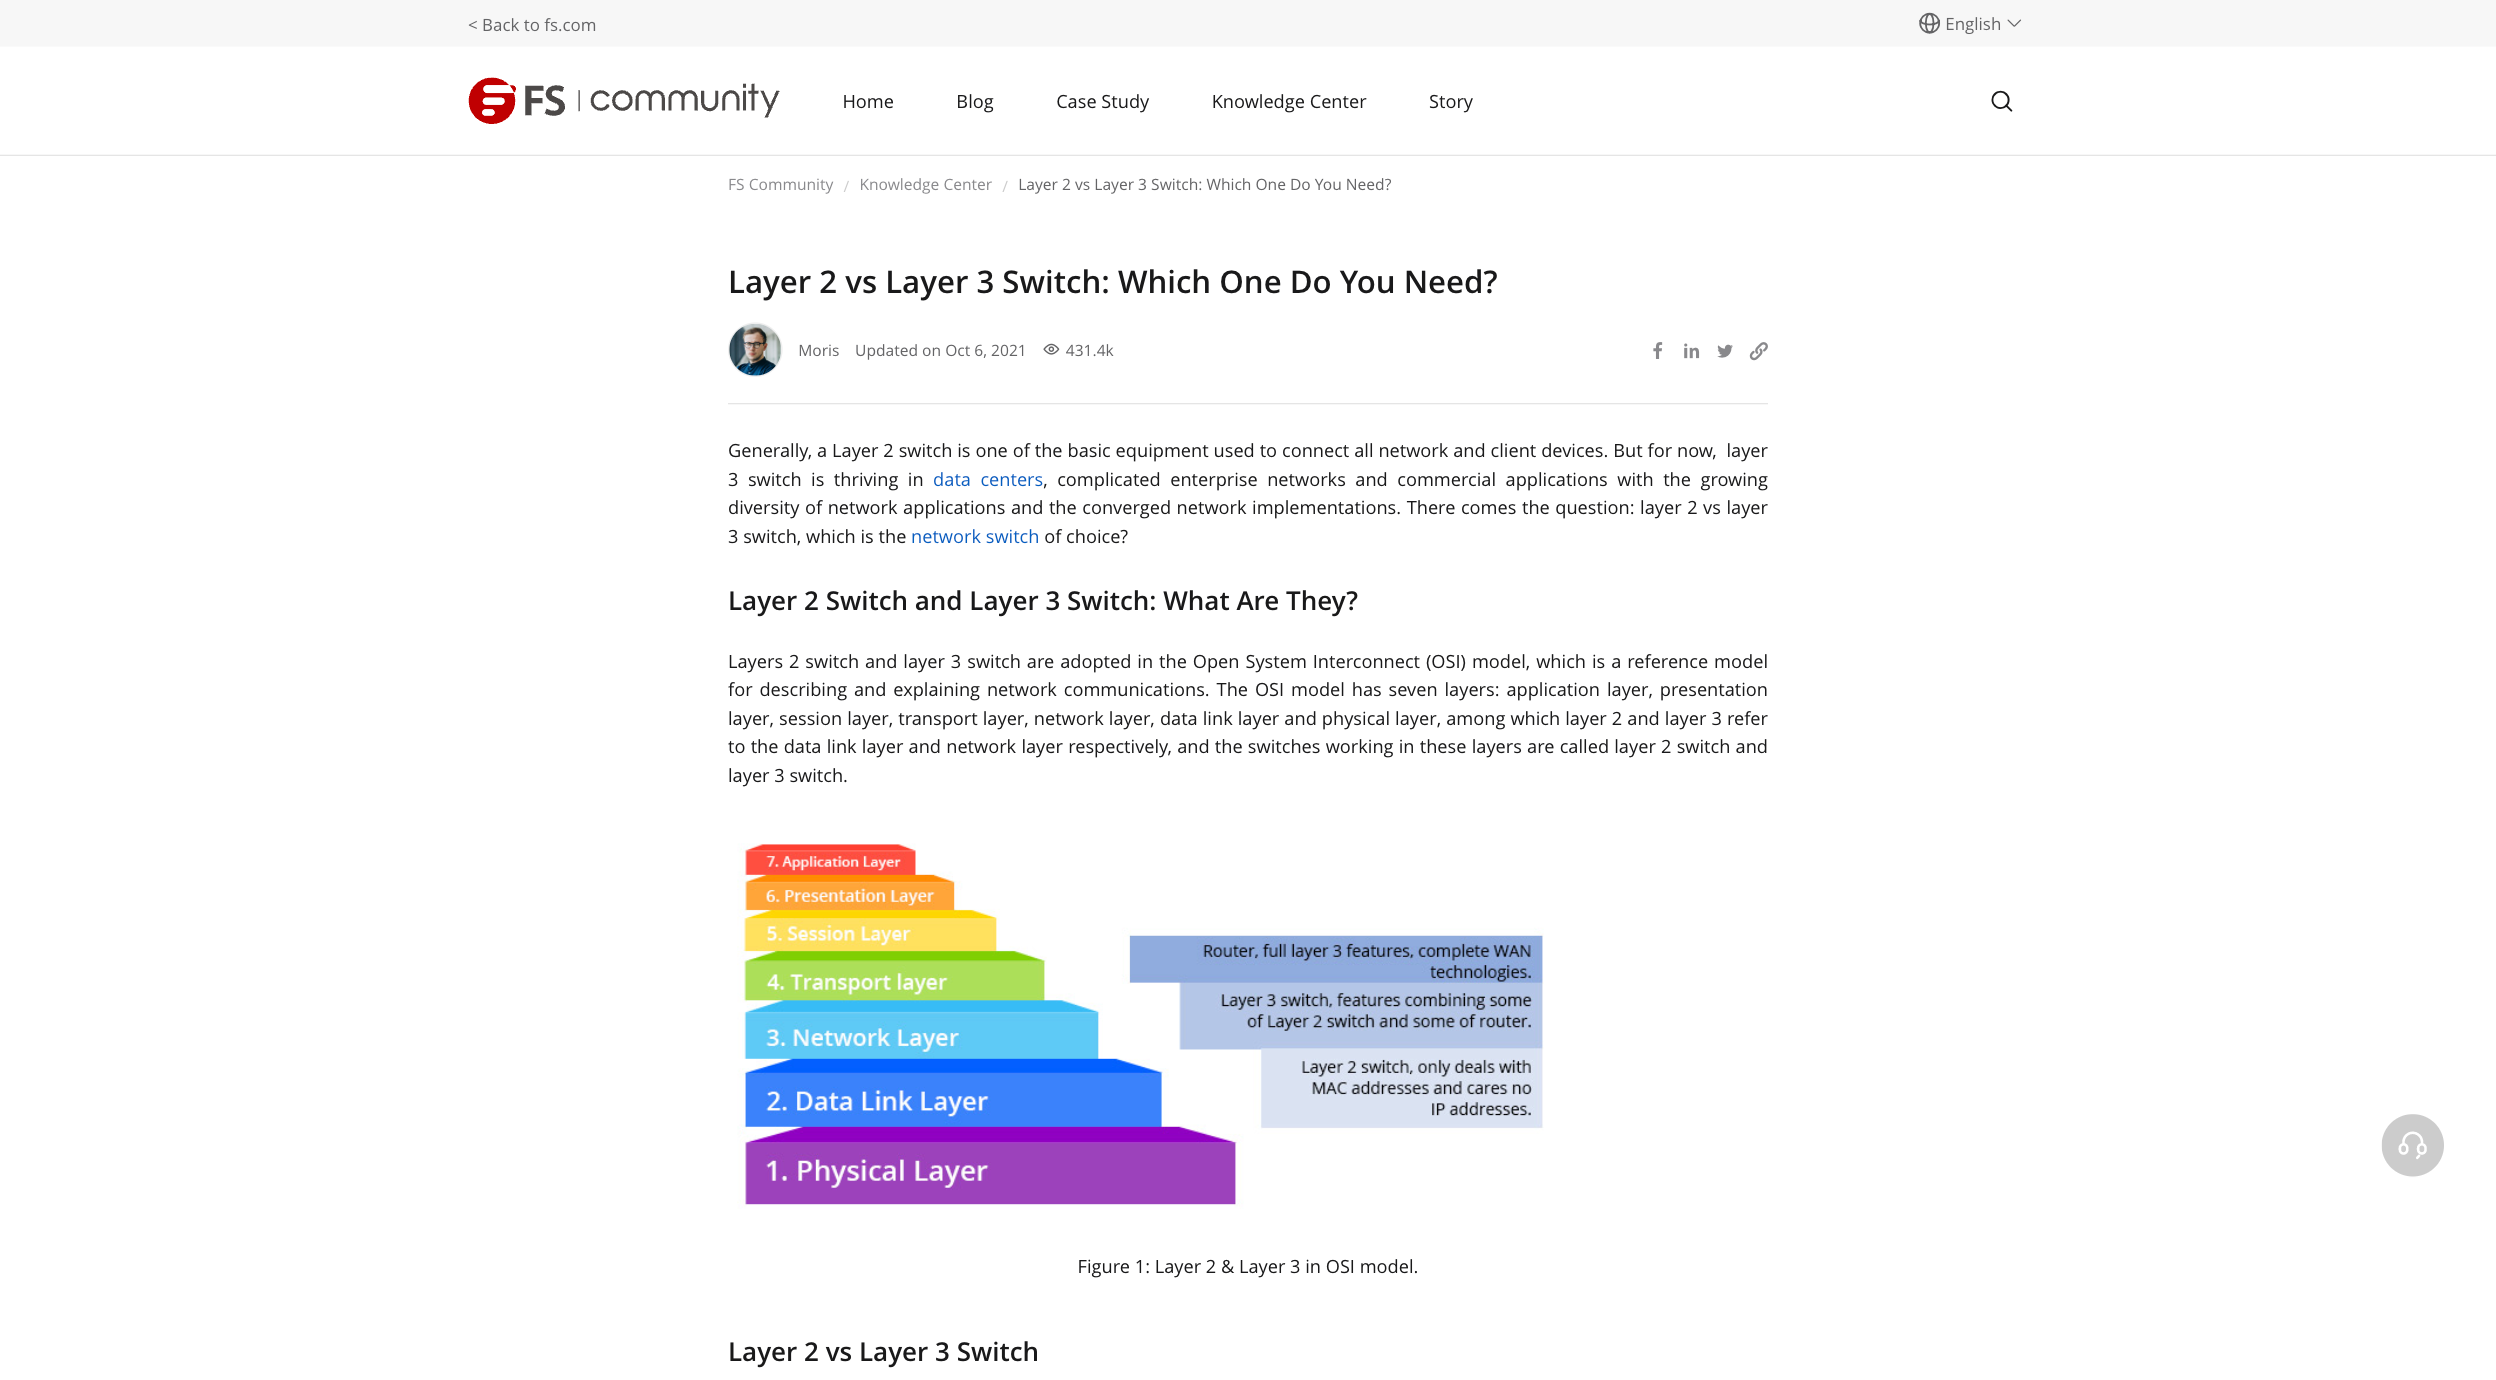 < Back to fs.com
English
FS | community
Home
Blog
Case Study
Knowledge Center
Story
FS Community / Knowledge Center / Layer 2 vs Layer 3 Switch: Which One Do You Need?
Layer 2 vs Layer 3 Switch: Which One Do You Need?
Moris Updated on Oct 6, 2021 431.4k
Generally, a Layer 2 switch is one of the basic equipment used to connect all network and client devices. But for now, layer
3 switch is thriving in data centers, complicated enterprise networks and commercial applications with the growing
diversity of network applications and the converged network implementations. There comes the question: layer 2 vs layer
3 switch, which is the network switch of choice?
Layer 2 Switch and Layer 3 Switch: What Are They?
Layers 2 switch and layer 3 switch are adopted in the Open System Interconnect (OSI) model, which is a reference model
for describing and explaining network communications. The OSI model has seven layers: application layer, presentation
layer, session layer, transport layer, network layer, data link layer and physical layer, among which layer 2 and layer 3 refer
to the data link layer and network layer respectively, and the switches working in these layers are called layer 2 switch and
layer 3 switch.
7. Application Layer
6. Presentation Layer
5. Session Layer
4. Transport layer
3. Network Layer
2. Data Link Layer
1. Physical Layer
Router, full layer 3 features, complete WAN
technologies.
Layer 3 switch, features combining some
of Layer 2 switch and some of router.
Layer 2 switch, only deals with
MAC addresses and cares no
IP addresses.
Figure 1: Layer 2 & Layer 3 in OSI model.
Layer 2 vs Layer 3 Switch